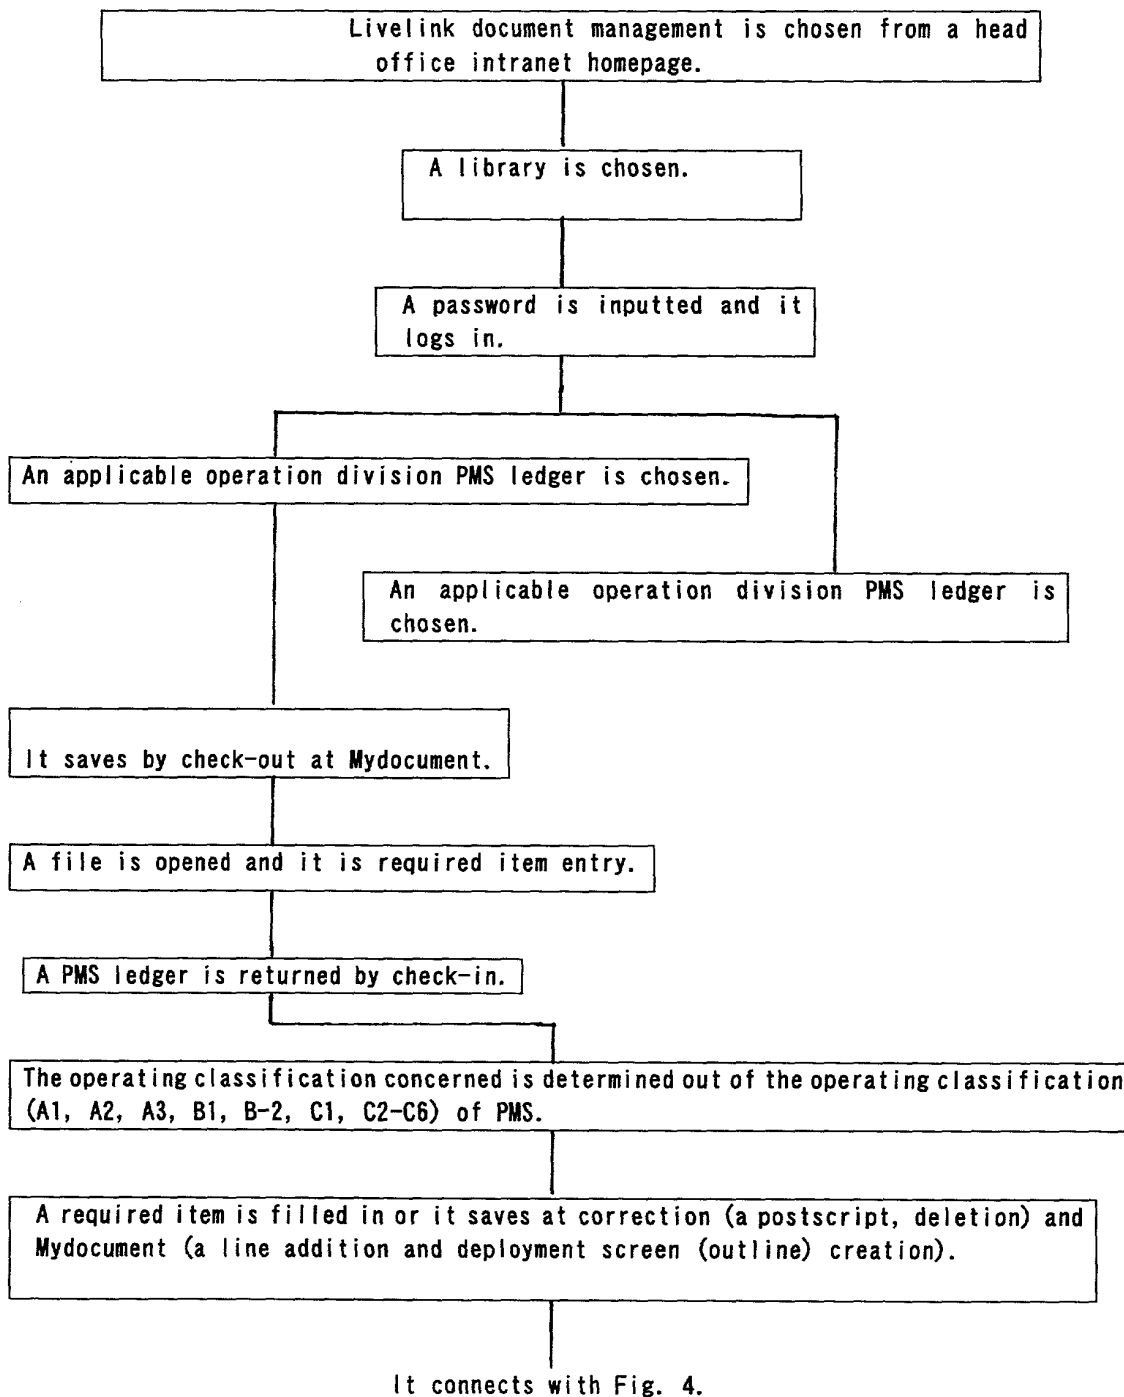 Livelink document management is chosen from a head
office intranet homepage.
A library is chosen.
A password is inputted and it
logs in.
An applicable operation division PMS ledger is chosen.
An applicable operation division PMS ledger is
chosen.
It saves by check-out at Mydocument.
A file is opened and it is required item entry.
A PMS ledger is returned by check-in.
The operating classification concerned is determined out of the operating classification
(A1, A2, A3, B1, B-2, C1, C2-C6) of PMS.
A required item is filled in or it saves at correction (a postscript, deletion) and
Mydocument (a line addition and deployment screen (outline) creation).
It connects with Fig. 4.